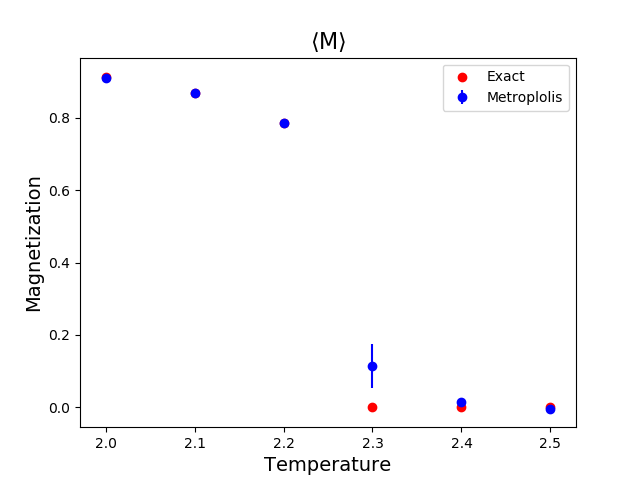 ⟨M⟩
Exact
Metroplolis
0.8
0.6
0.4
0.2
0.0
Magnetization
2.0 2.1 2.2 2.3 2.4 2.5
Temperature